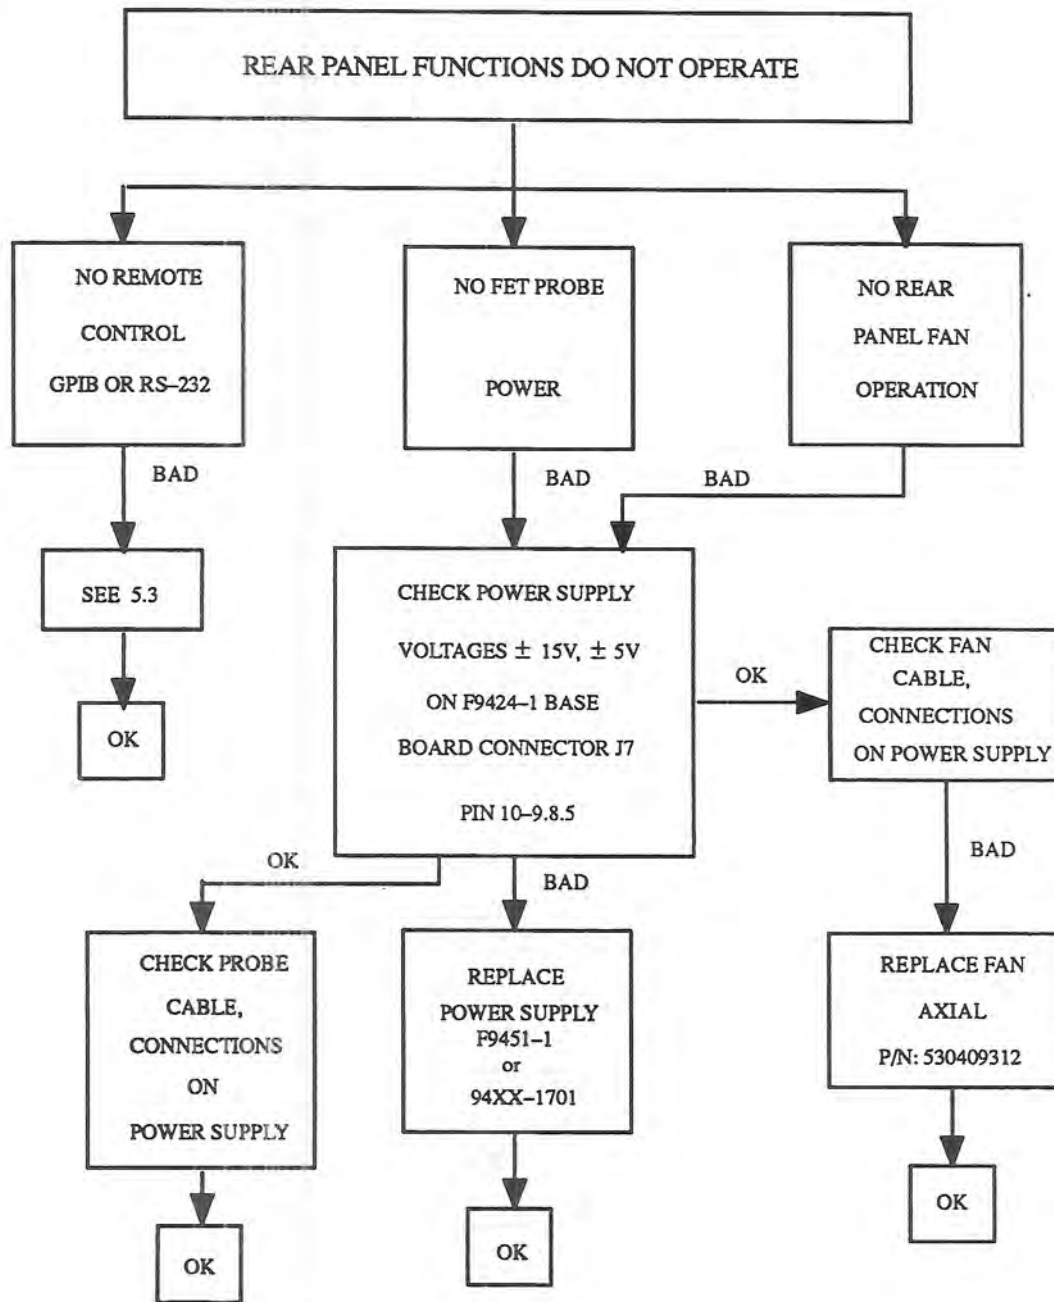 REAR PANEL FUNCTIONS DO NOT OPERATE
NO REMOTE
CONTROL
GPIB OR RS–232
NO FET PROBE
POWER
NO REAR
PANEL FAN
OPERATION
BAD
BAD
BAD
SEE 5.3
OK
CHECK POWER SUPPLY
VOLTAGES ± 15V, ± 5V
ON F9424–1 BASE
BOARD CONNECTOR J7
PIN 10–9.8.5
OK
CHECK FAN
CABLE,
CONNECTIONS
ON POWER SUPPLY
OK
BAD
BAD
CHECK PROBE
CABLE,
CONNECTIONS
ON
POWER SUPPLY
REPLACE
POWER SUPPLY
F9451–1
or
94XX–1701
REPLACE FAN
AXIAL
P/N: 530409312
OK
OK
OK